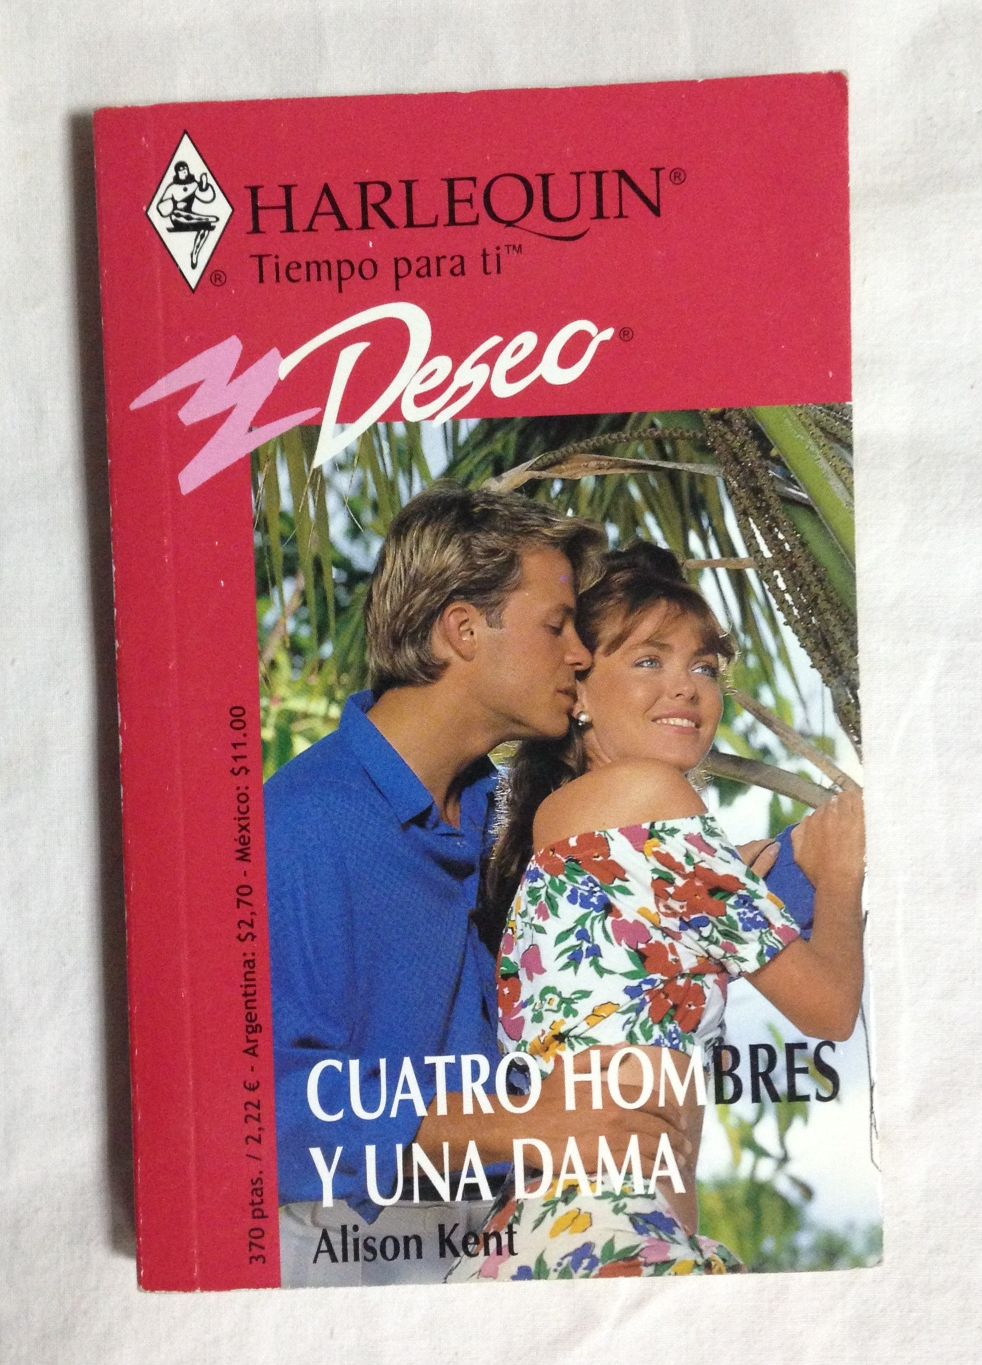 HARLEQUIN®
Tiempo para ti™
®
Deseo®
370 ptas. / 2,22 € - Argentina: $2,70 - México: $11.00
CUATRO HOMBRES
Y UNA DAMA
Alison Kent